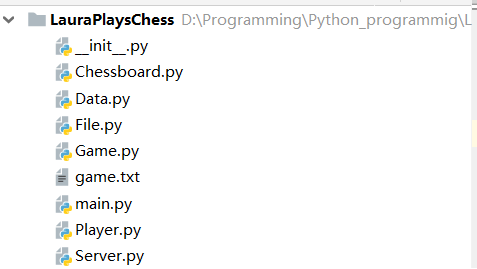 LauraPlaysChess D:\Programming\Python_programmig\L
__init__.py
Chessboard.py
Data.py
File.py
Game.py
game.txt
main.py
Player.py
Server.py